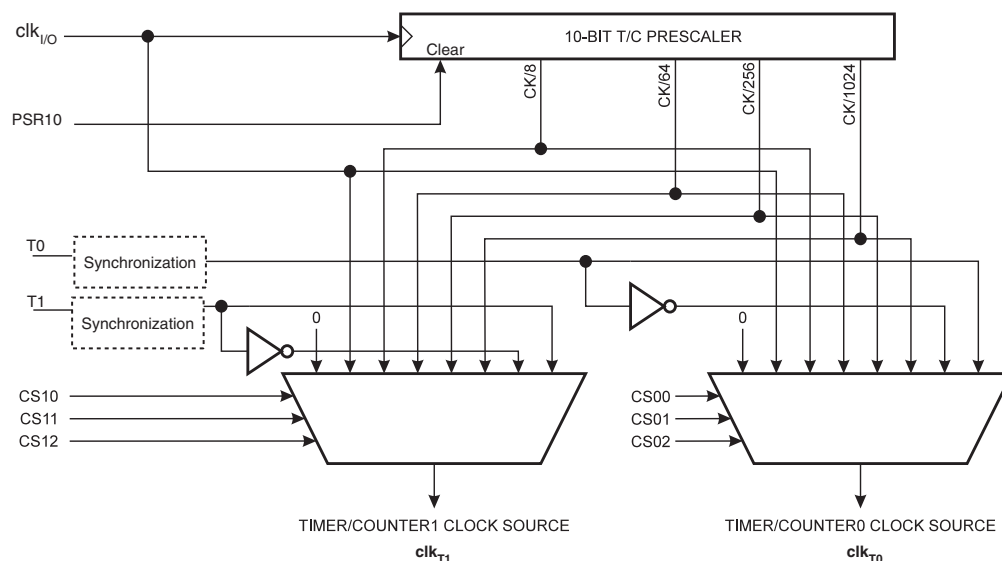 clkI/O
10-BIT T/C PRESCALER
Clear
CK/8
CK/64
CK/256
CK/1024
PSR10
T0
Synchronization
T1
Synchronization
0
0
CS10
CS11
CS12
CS00
CS01
CS02
TIMER/COUNTER1 CLOCK SOURCE
clkT1
TIMER/COUNTER0 CLOCK SOURCE
clkT0